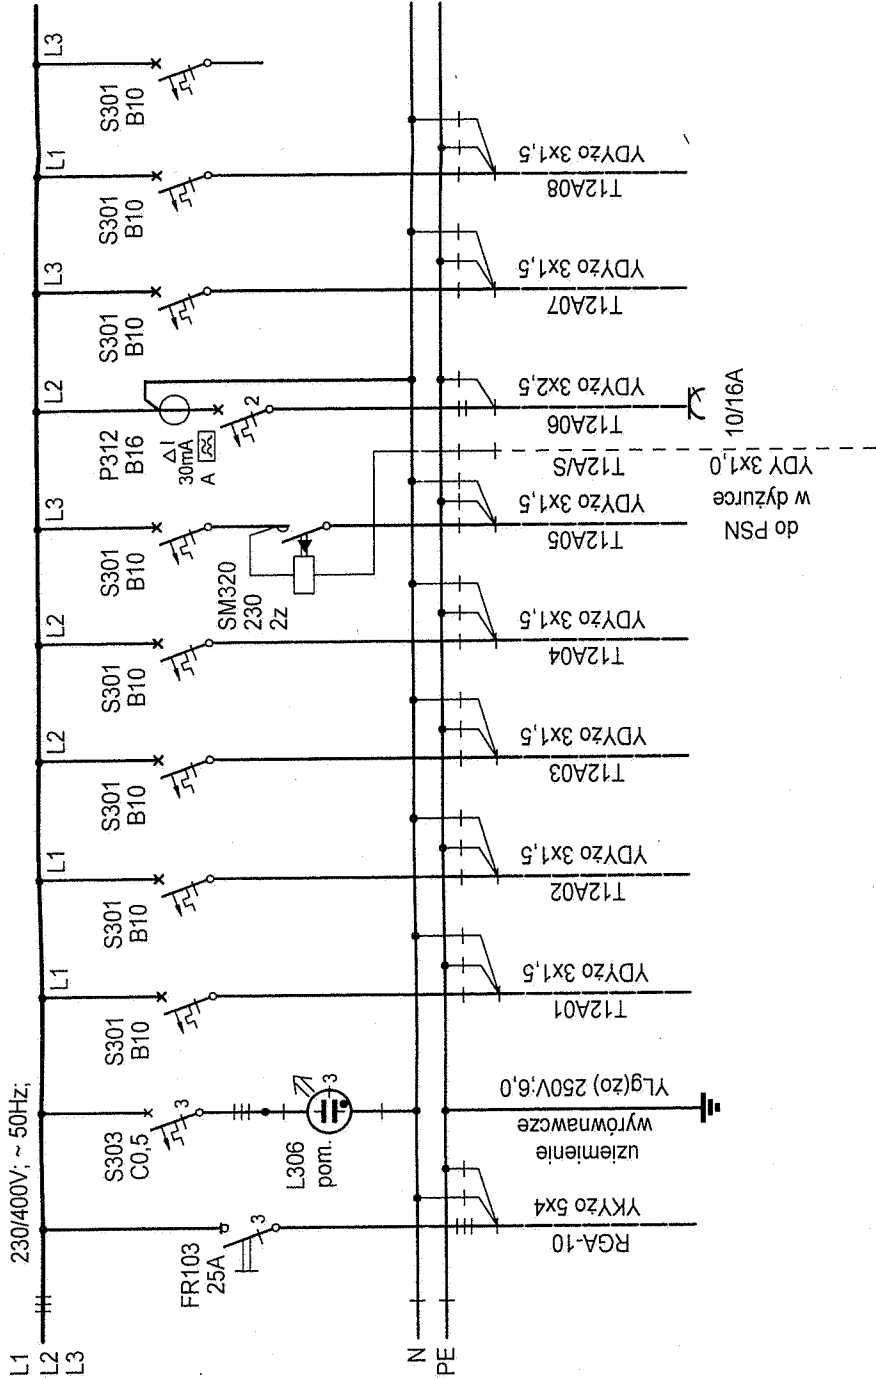 L1
L2
L3
230/400V; ~ 50Hz;
N
PE
FR103
25A
3
RGA-10
YKYżo 5x4
S303
C0,5
3
L306
pom.
3
uziemienie
wyrównawcze
YLg(żo) 250V;6,0
L1
S301
B10
T12A01
YDYżo 3x1,5
L1
S301
B10
T12A02
YDYżo 3x1,5
L2
S301
B10
T12A03
YDYżo 3x1,5
L2
S301
B10
T12A04
YDYżo 3x1,5
L3
S301
B10
SM320
230
2z
T12A05
YDYżo 3x1,5
do PSN
w dyżurce
YDY 3x1,0
T12A/S
L2
P312
B16
Δ I
30mA
A
2
T12A06
YDYżo 3x2,5
10/16A
L3
S301
B10
T12A07
YDYżo 3x1,5
L1
S301
B10
T12A08
YDYżo 3x1,5
L3
S301
B10